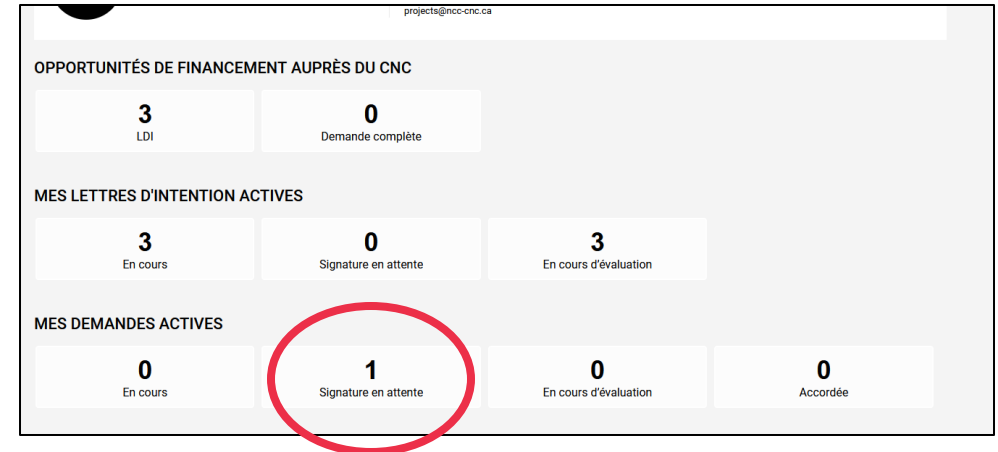 projects@ncc-cnc.ca
OPPORTUNITÉS DE FINANCEMENT AUPRÈS DU CNC
3
LDI
0
Demande complète
MES LETTRES D'INTENTION ACTIVES
3
En cours
0
Signature en attente
3
En cours d'évaluation
MES DEMANDES ACTIVES
0
En cours
1
Signature en attente
0
En cours d'évaluation
0
Accordée